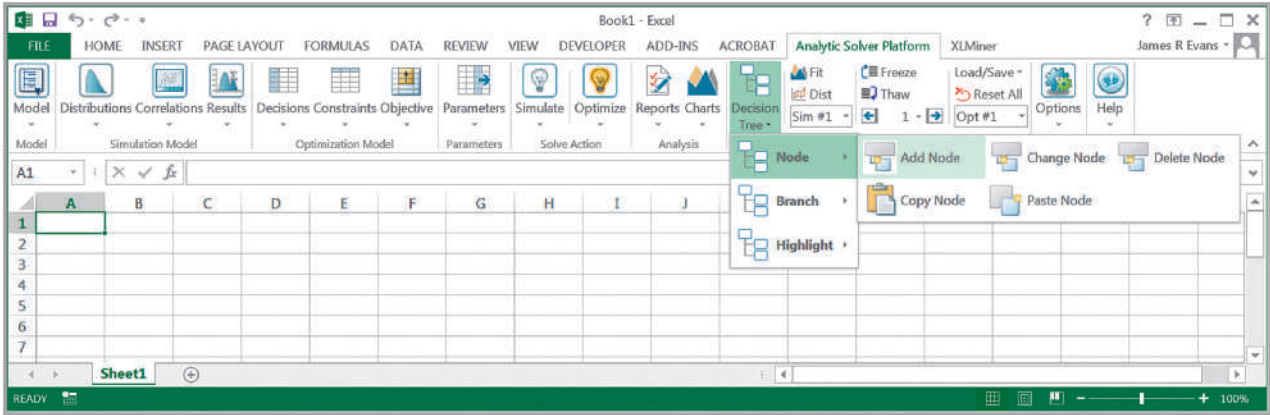 Book1 - Excel
?
FILE HOME INSERT PAGE LAYOUT FORMULAS DATA REVIEW VIEW DEVELOPER ADD-INS ACROBAT Analytic Solver Platform XLMiner James R Evans
Fit Freeze Load/Save
Model Distributions Correlations Results Decisions Constraints Objective Parameters Simulate Optimize Reports Charts Decision Tree Dist Thaw Reset All Options Help
Sim #1 1 Opt #1
Model Simulation Model Optimization Model Parameters Solve Action Analysis
Node Add Node Change Node Delete Node
A1 fx
Branch Copy Node Paste Node
A B C D E F G H I J
Highlight
1
2
3
4
5
6
7
Sheet1
READY 100%